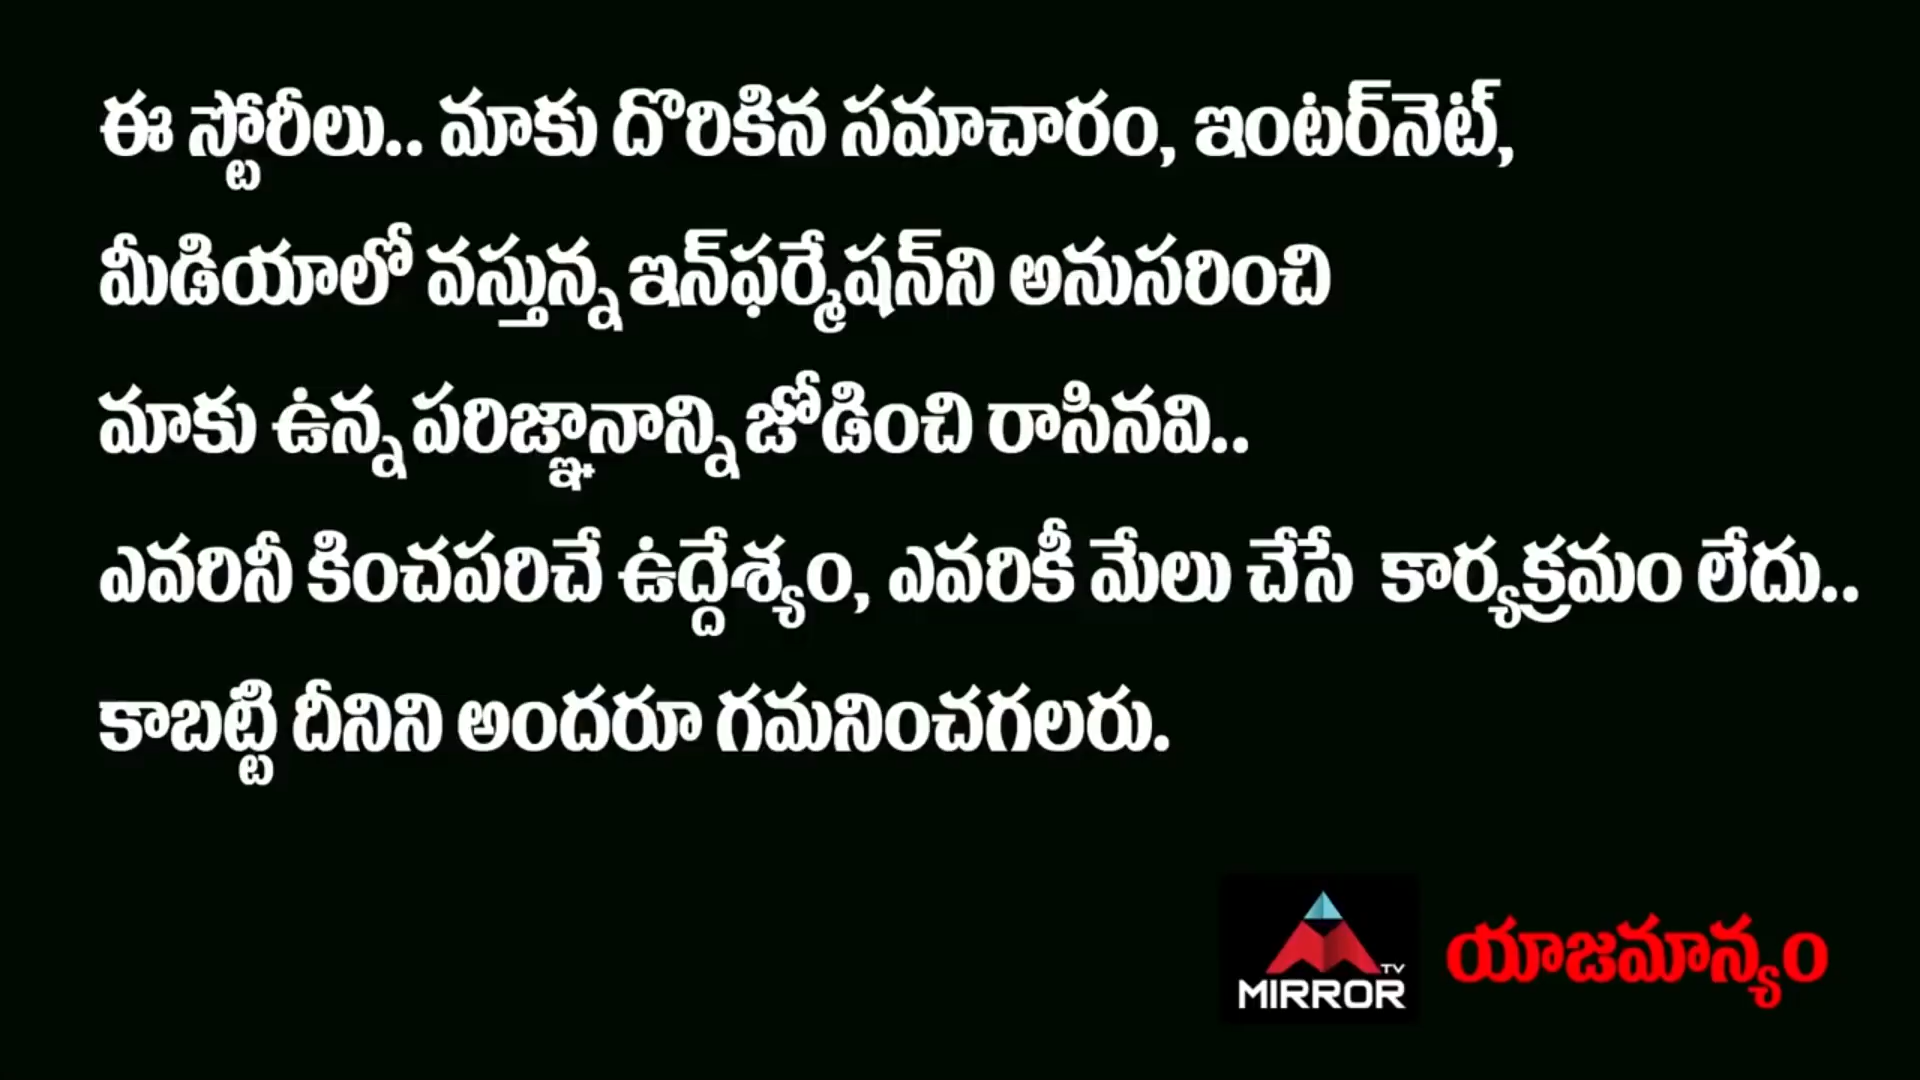 ఈ స్టోరీలు.. మాకు దొరికిన సమాచారం, ఇంటర్‌నెట్,
మీడియాలో వస్తున్న ఇన్‌ఫర్మేషన్‌ని అనుసరించి
మాకు ఉన్న పరిజ్ఞానాన్ని జోడించి రాసినవి..
ఎవరినీ కించపరిచే ఉద్దేశ్యం, ఎవరికీ మేలు చేసే కార్యక్రమం లేదు..
కాబట్టి దీనిని అందరూ గమనించగలరు.
MIRROR TV యాజమాన్యం